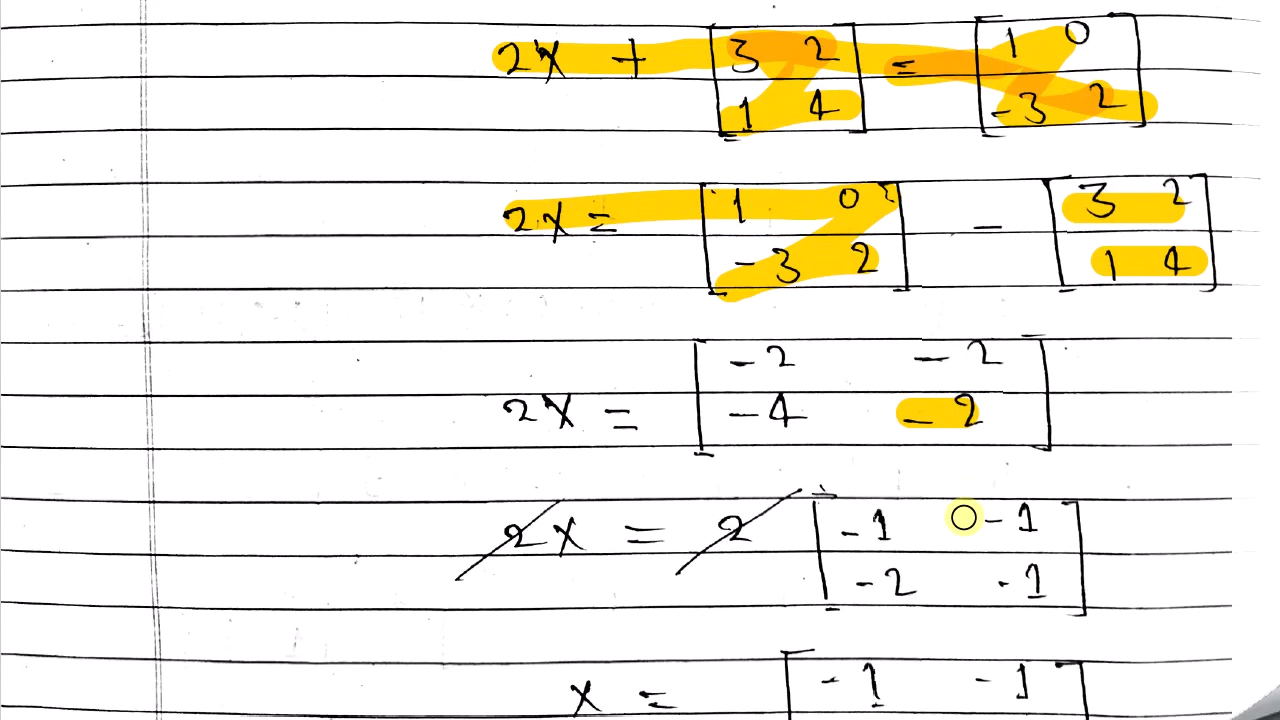 2X + [3 2 = [1 0
1 4] -3 2]
2X = [1 0 - [3 2
-3 2] 1 4]
2X = [-2 -2
-4 -2]
2X = 2 [-1 -1
-2 -1]
X = [-1 -1